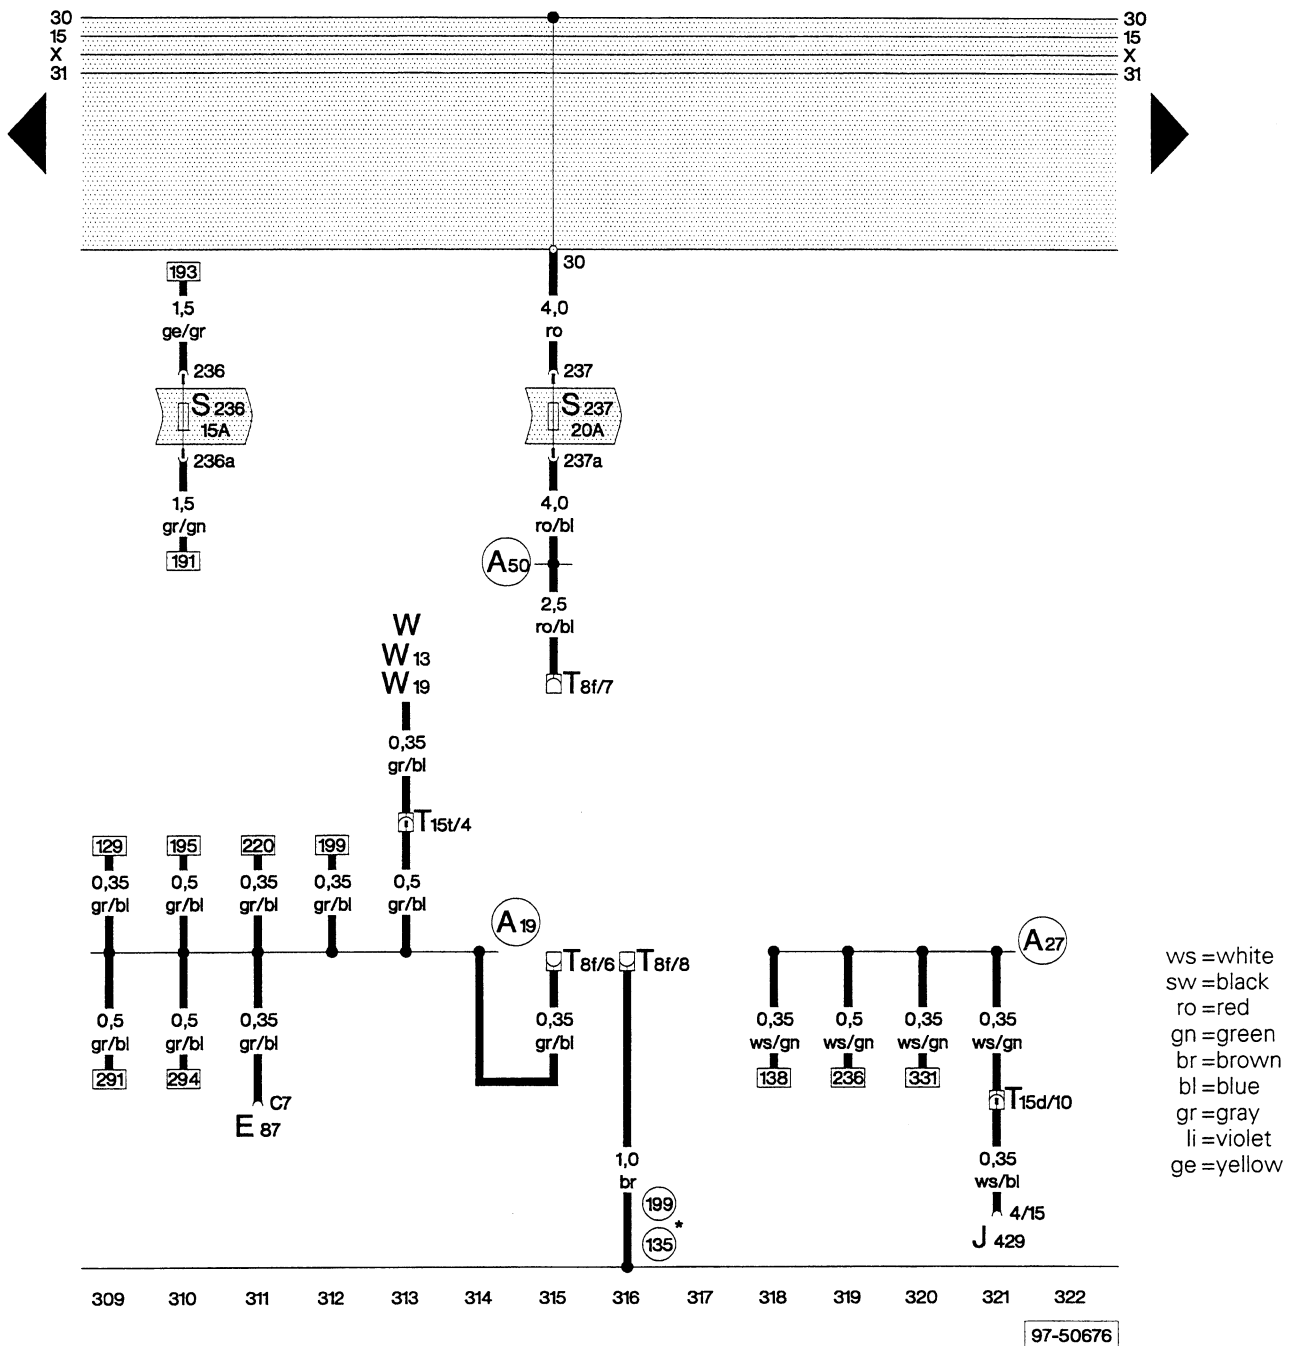 30 30
15 15
X X
31 31
193 30
1,5 4,0
ge/gr ro
236 237
S 236 S 237
15A 20A
236a 237a
1,5 4,0
gr/gn ro/bl
191 A50
2,5
ro/bl
W
W 13
W 19 T8f/7
0,35
gr/bl
T15t/4
129 195 220 199
0,35 0,5 0,35 0,35 0,5
gr/bl gr/bl gr/bl gr/bl gr/bl
A19 A27
T8f/6 T8f/8
0,5 0,5 0,35 0,35 0,35 0,5 0,35 0,35
gr/bl gr/bl gr/bl gr/bl ws/gn ws/gn ws/gn ws/gn
291 294 138 236 331
C7 T15d/10
E 87
1,0 0,35
br ws/bl
199 4/15
135 * J 429
309 310 311 312 313 314 315 316 317 318 319 320 321 322
97-50676
ws =white
sw =black
ro =red
gn =green
br =brown
bl =blue
gr =gray
li =violet
ge =yellow